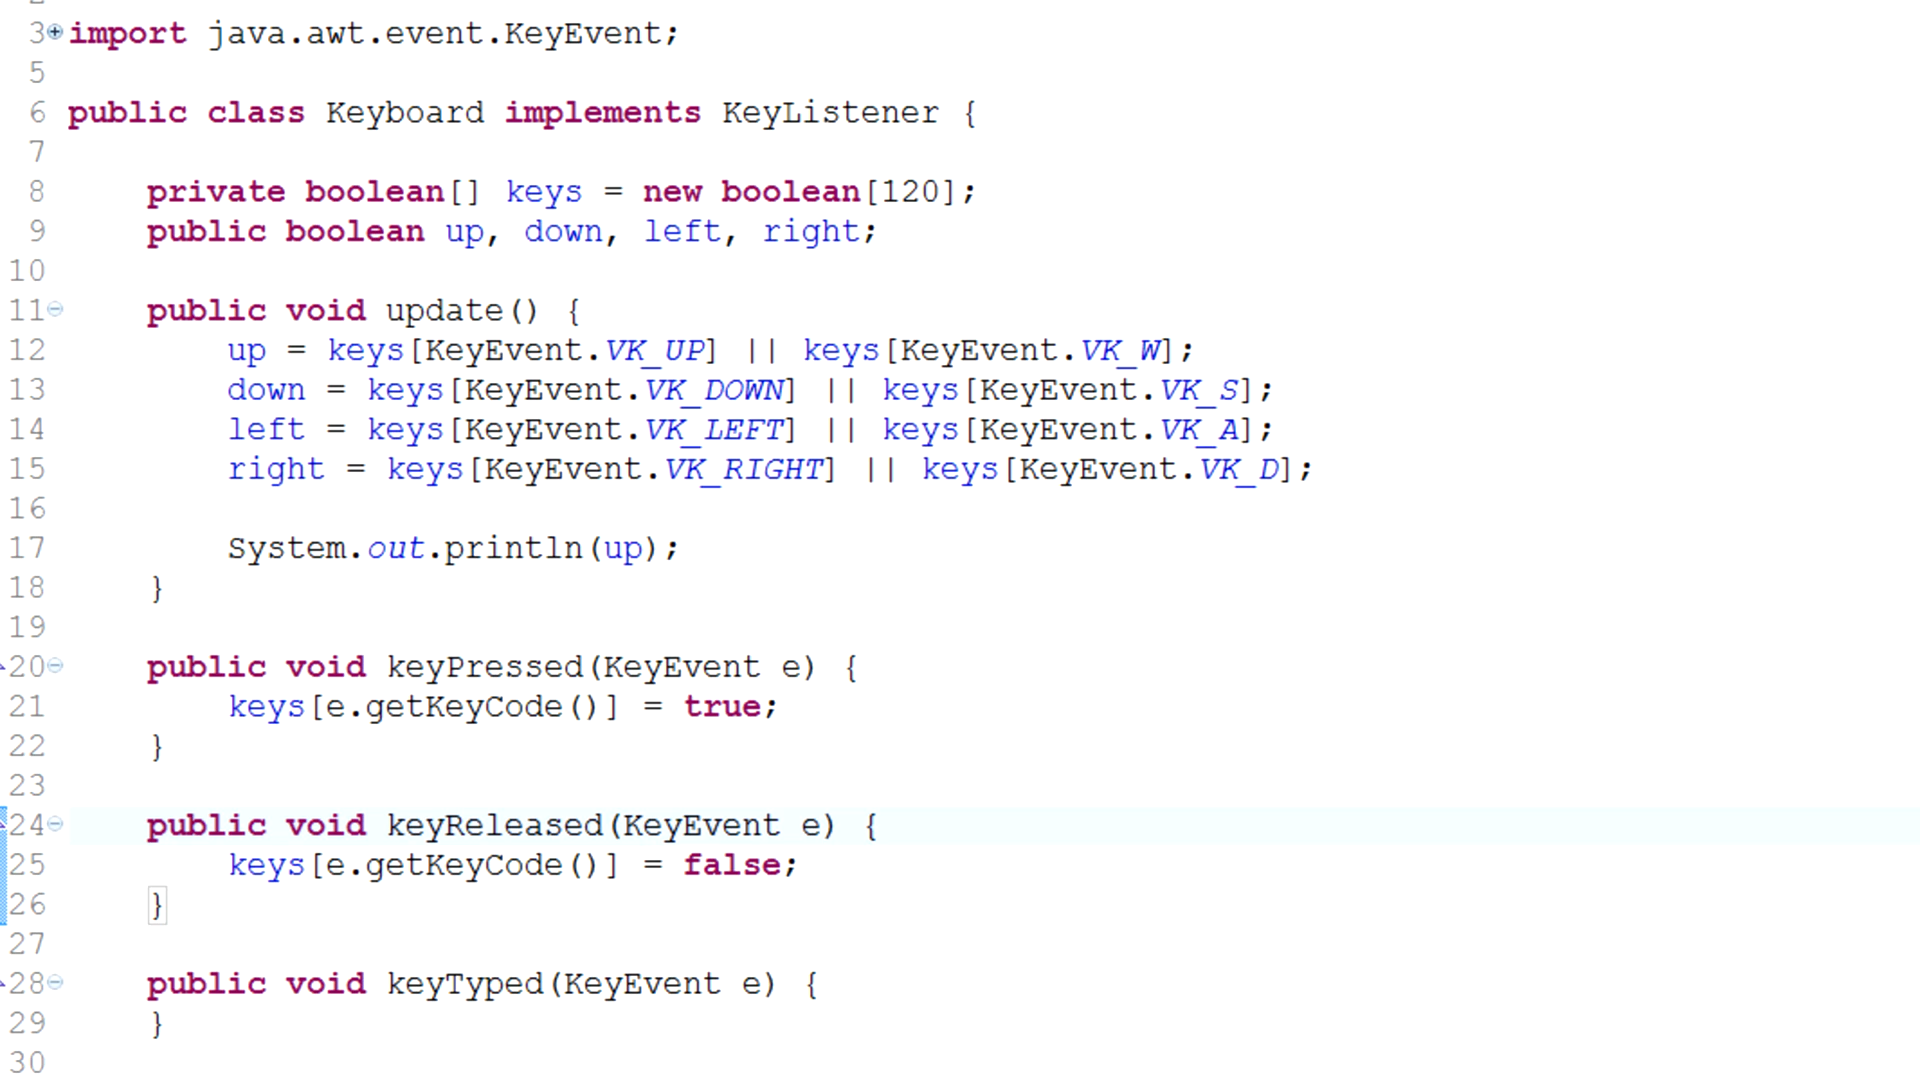 3 import java.awt.event.KeyEvent;
5
6 public class Keyboard implements KeyListener {
7
8 private boolean[] keys = new boolean[120];
9 public boolean up, down, left, right;
10
11 public void update() {
12 up = keys[KeyEvent.VK_UP] || keys[KeyEvent.VK_W];
13 down = keys[KeyEvent.VK_DOWN] || keys[KeyEvent.VK_S];
14 left = keys[KeyEvent.VK_LEFT] || keys[KeyEvent.VK_A];
15 right = keys[KeyEvent.VK_RIGHT] || keys[KeyEvent.VK_D];
16
17 System.out.println(up);
18 }
19
20 public void keyPressed(KeyEvent e) {
21 keys[e.getKeyCode()] = true;
22 }
23
24 public void keyReleased(KeyEvent e) {
25 keys[e.getKeyCode()] = false;
26 }
27
28 public void keyTyped(KeyEvent e) {
29 }
30